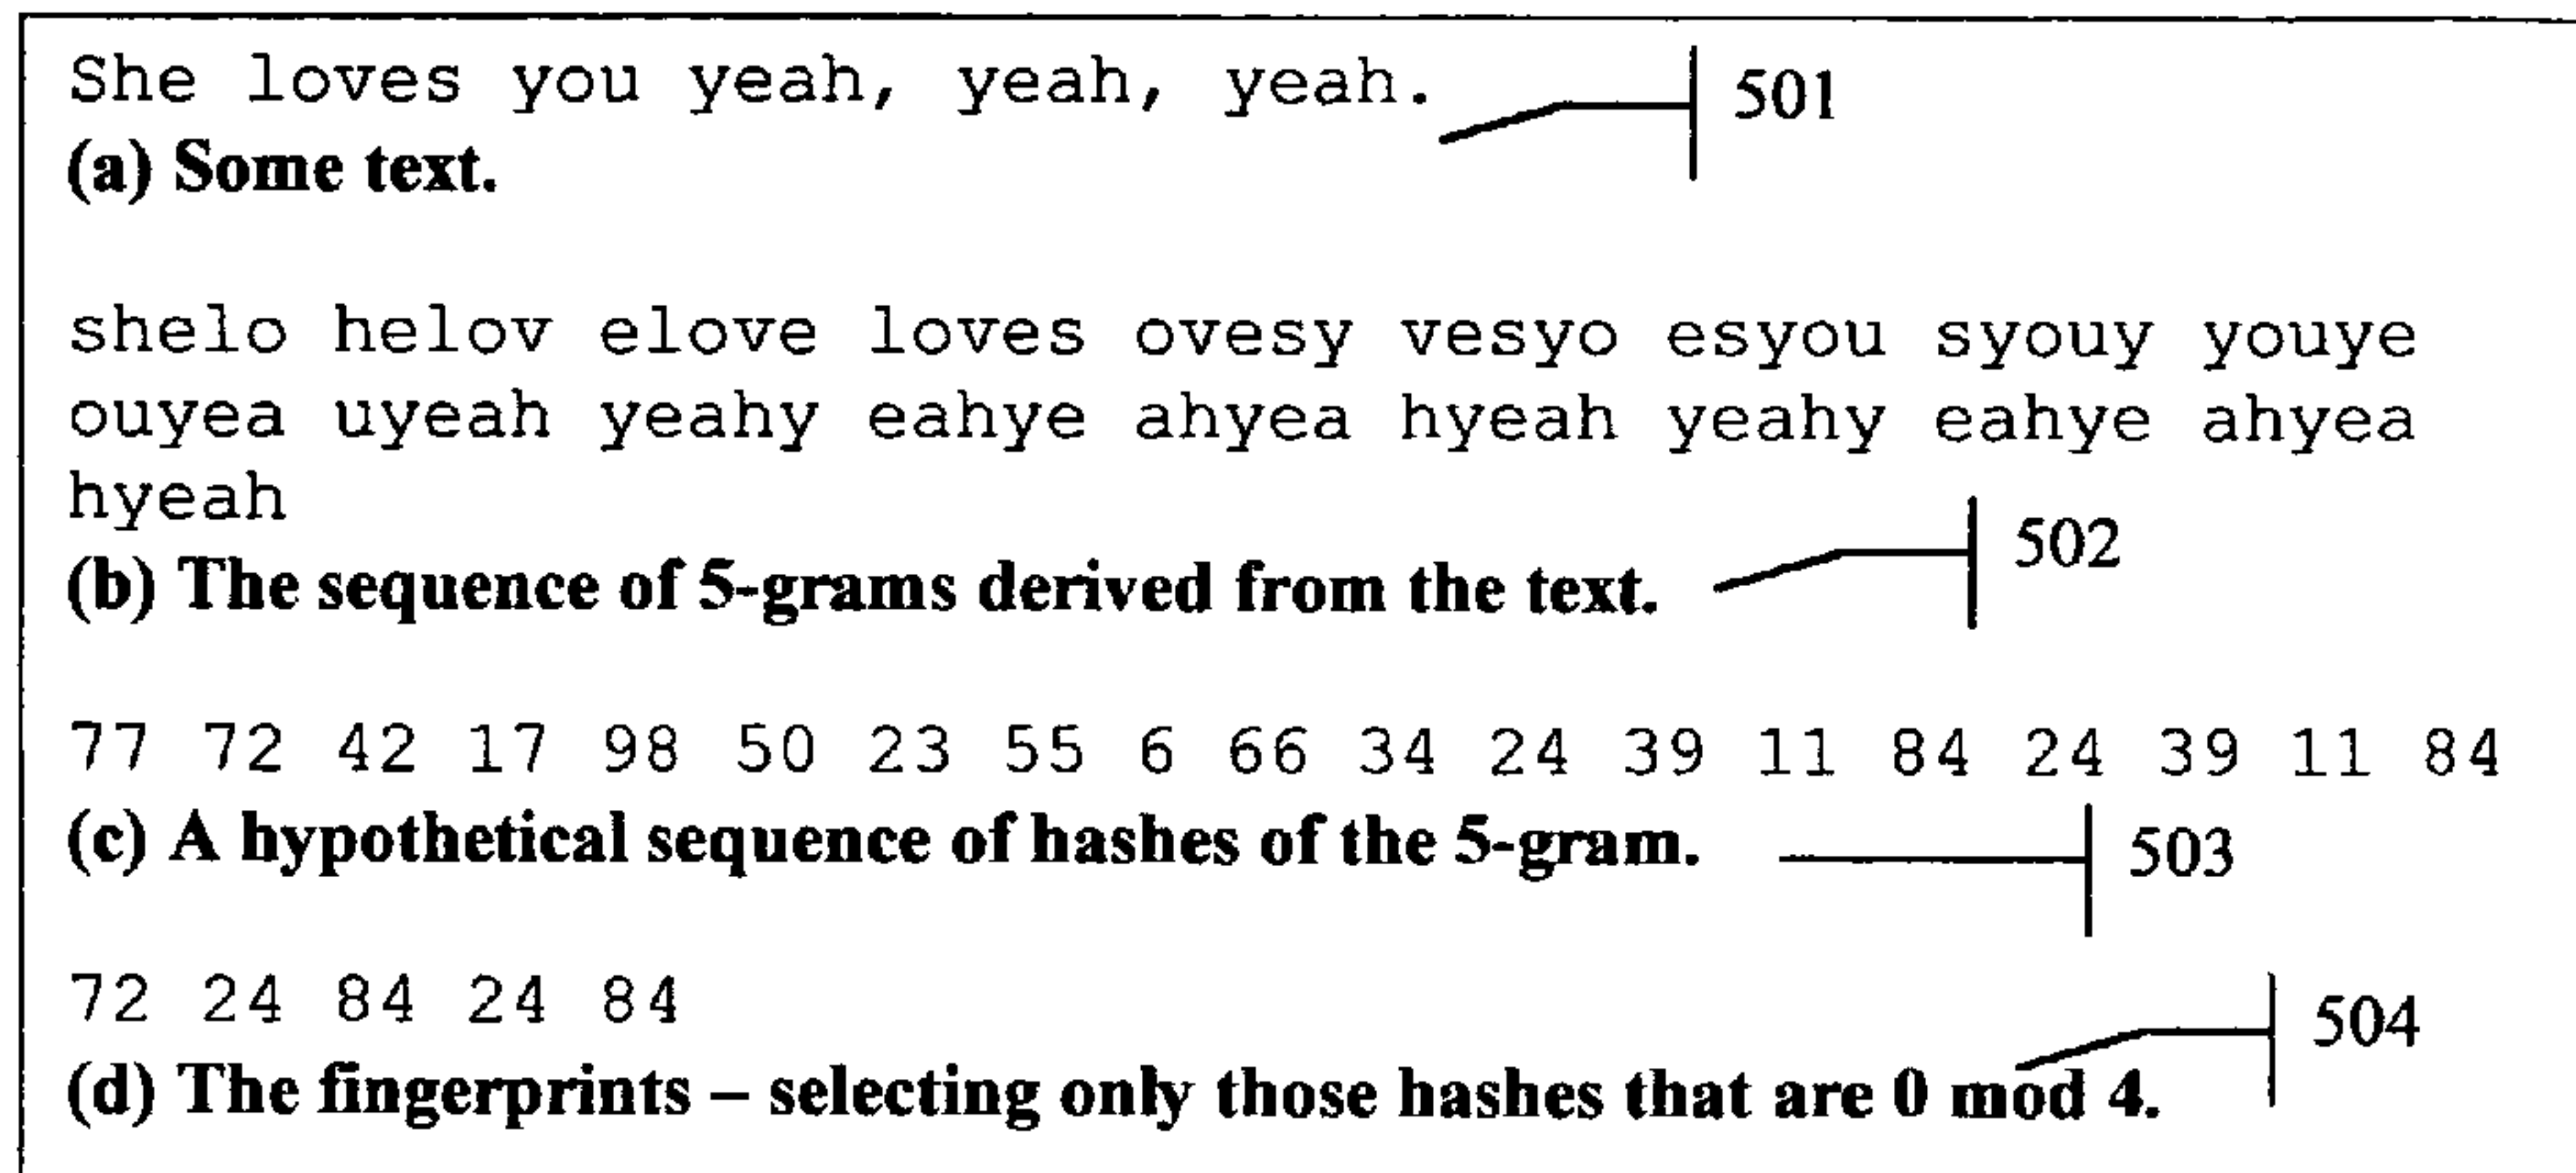 She loves you yeah, yeah, yeah.
501
(a) Some text.
shelo helov elove loves ovesy vesyo esyou syouy youye
ouyea uyeah yeahy eahye ahyea hyeah yeahy eahye ahyea
hyeah
502
(b) The sequence of 5-grams derived from the text.
77 72 42 17 98 50 23 55 6 66 34 24 39 11 84 24 39 11 84
(c) A hypothetical sequence of hashes of the 5-gram.
503
72 24 84 24 84
504
(d) The fingerprints – selecting only those hashes that are 0 mod 4.